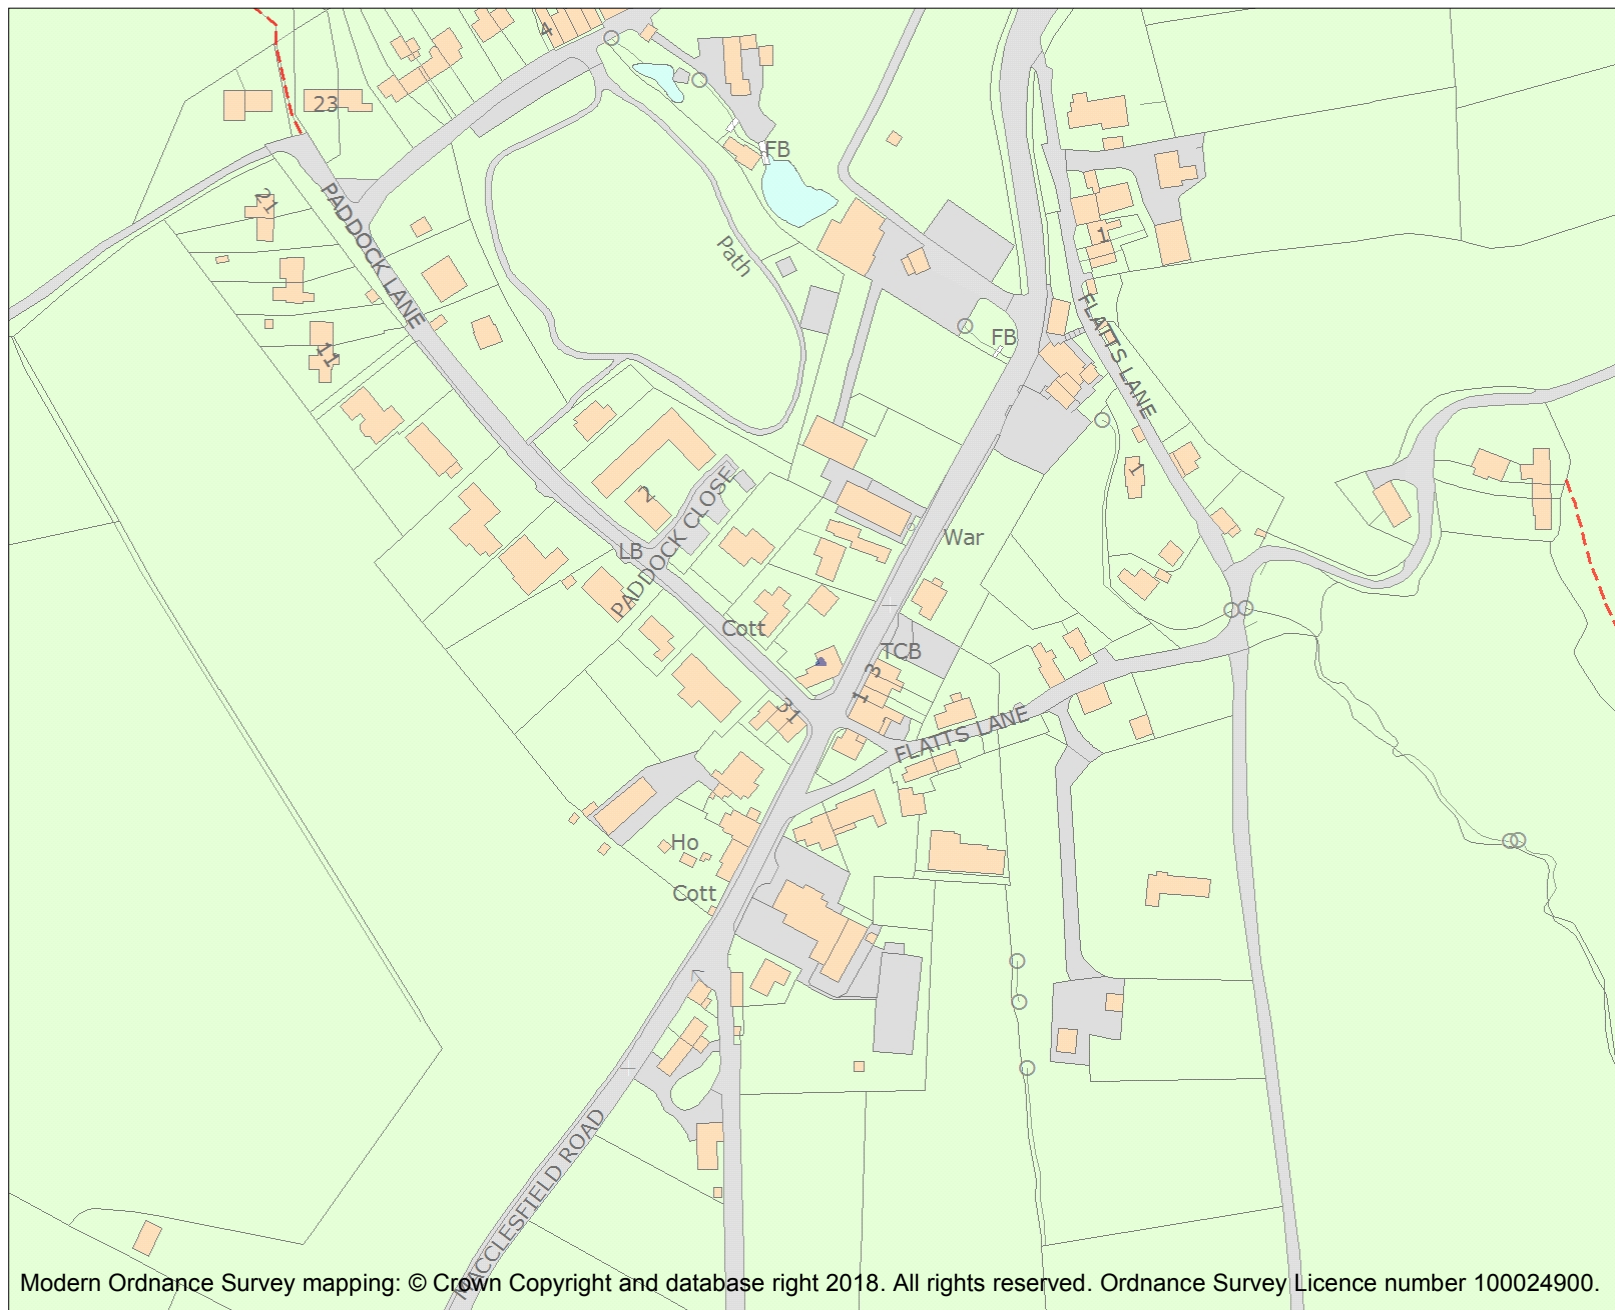 4
23
FB
21
PADDOCK LANE
Path
1
FLATTS LANE
FB
11
1
2
PADDOCK CLOSE
War
LB
Cott
TCB
3
1
31
FLATTS LANE
Ho
Cott
MACCLESFIELD ROAD
Modern Ordnance Survey mapping: © Crown Copyright and database right 2018. All rights reserved. Ordnance Survey Licence number 100024900.